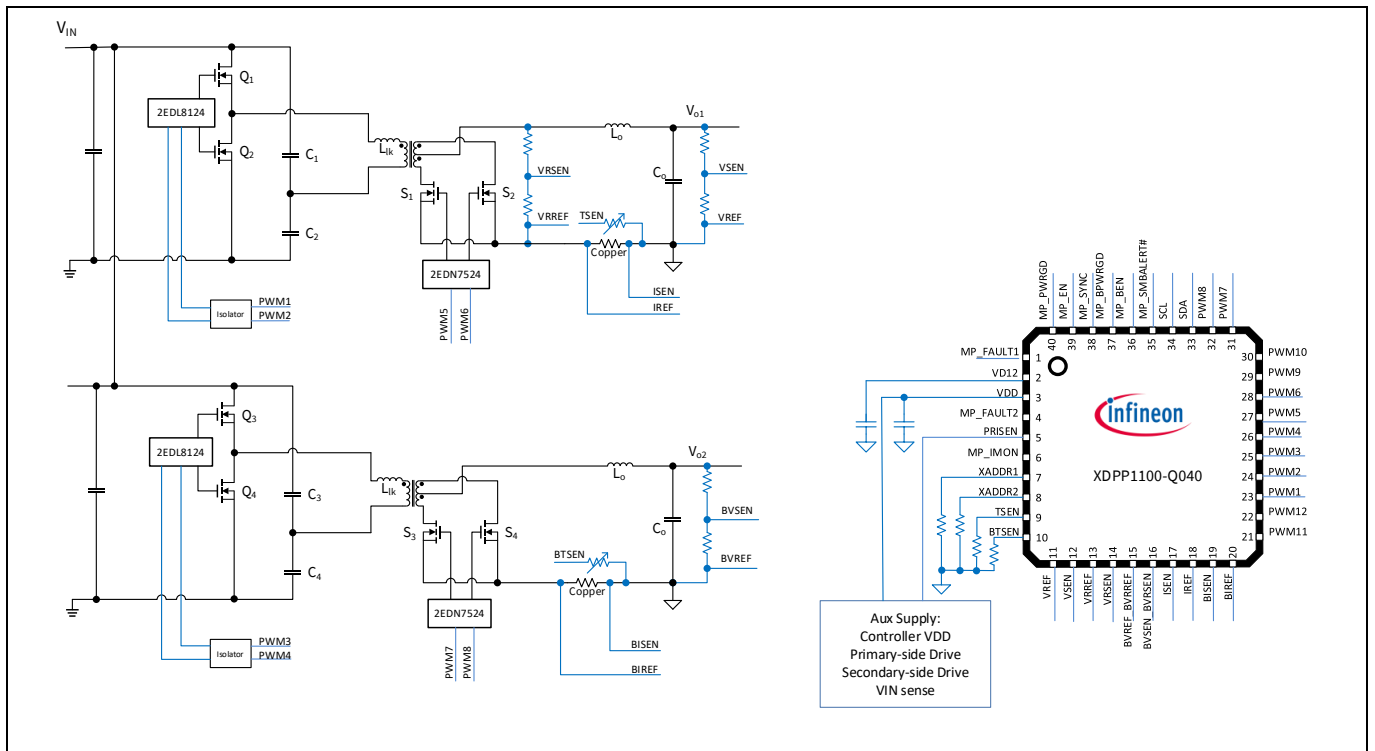 VIN
Q1
2EDL8124
Q2
C1
C2
Llk
S1
S2
Lo
Vo1
VRSEN
VRREF
Co
VSEN
VREF
TSEN
Copper
2EDN7524
ISEN
IREF
PWM5
PWM6
Isolator
PWM1
PWM2
Q3
2EDL8124
Q4
C3
C4
Llk
S3
S4
Lo
Vo2
Co
BVSEN
BVREF
BTSEN
Copper
2EDN7524
BISEN
BIREF
PWM7
PWM8
Isolator
PWM3
PWM4
MP_PWRGD
MP_EN
MP_SYNC
MP_BPWRGD
MP_BEN
MP_SMBALERT#
SCL
SDA
PWM8
PWM7
40
39
38
37
36
35
34
33
32
31
MP_FAULT1
1
VD12
2
VDD
3
MP_FAULT2
4
PRISEN
5
MP_IMON
6
XADDR1
7
XADDR2
8
TSEN
9
BTSEN
10
infineon
XDPP1100-Q040
30 PWM10
29 PWM9
28 PWM6
27 PWM5
26 PWM4
25 PWM3
24 PWM2
23 PWM1
22 PWM12
21 PWM11
11
12
13
14
15
16
17
18
19
20
VREF
VSEN
VRREF
VRSEN
BVREF_BVRREF
BVSEN_BVRSEN
ISEN
IREF
BISEN
BIREF
Aux Supply:
Controller VDD
Primary-side Drive
Secondary-side Drive
VIN sense